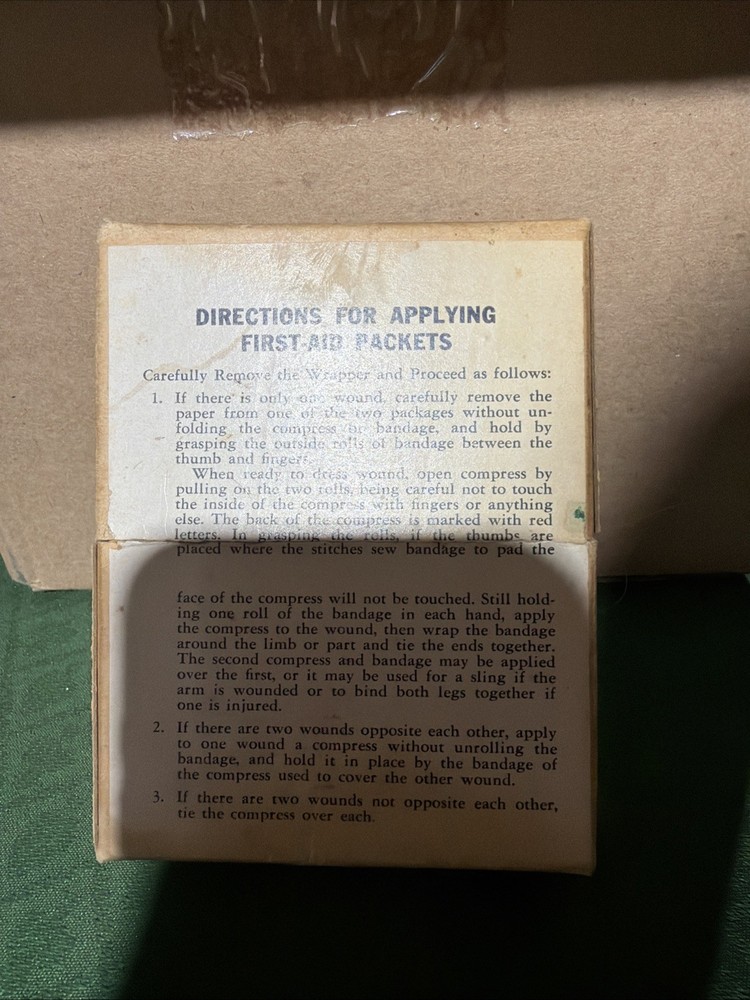 DIRECTIONS FOR APPLYING
FIRST-AID PACKETS
Carefully Remove the Wrapper and Proceed as follows:
1. If there is only one wound, carefully remove the
paper from one of the two packages without un-
folding the compress or bandage, and hold by
grasping the outside rolls of bandage between the
thumb and fingers.
When ready to dress wound, open compress by
pulling on the two rolls, being careful not to touch
the inside of the compress with fingers or anything
else. The back of the compress is marked with red
letters. In grasping the rolls, if the thumbs are
placed where the stitches sew bandage to pad the
face of the compress will not be touched. Still hold-
ing one roll of the bandage in each hand, apply
the compress to the wound, then wrap the bandage
around the limb or part and tie the ends together.
The second compress and bandage may be applied
over the first, or it may be used for a sling if the
arm is wounded or to bind both legs together if
one is injured.
2. If there are two wounds opposite each other, apply
to one wound a compress without unrolling the
bandage, and hold it in place by the bandage of
the compress used to cover the other wound.
3. If there are two wounds not opposite each other,
tie the compress over each.